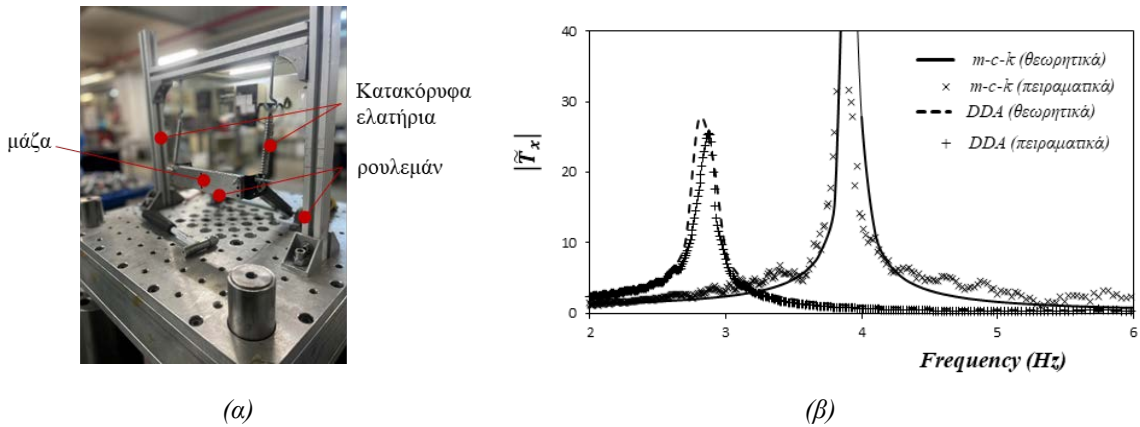 μάζα
Κατακόρυφα
ελατήρια
ρουλεμάν
(α)
|T̃x|
40
30
20
10
0
2
3
4
5
6
m-c-k (θεωρητικά)
m-c-k (πειραματικά)
DDA (θεωρητικά)
DDA (πειραματικά)
Frequency (Hz)
(β)